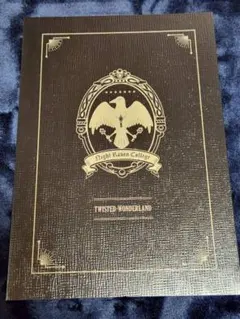 Night Raven College
TWISTED-WONDERLAND